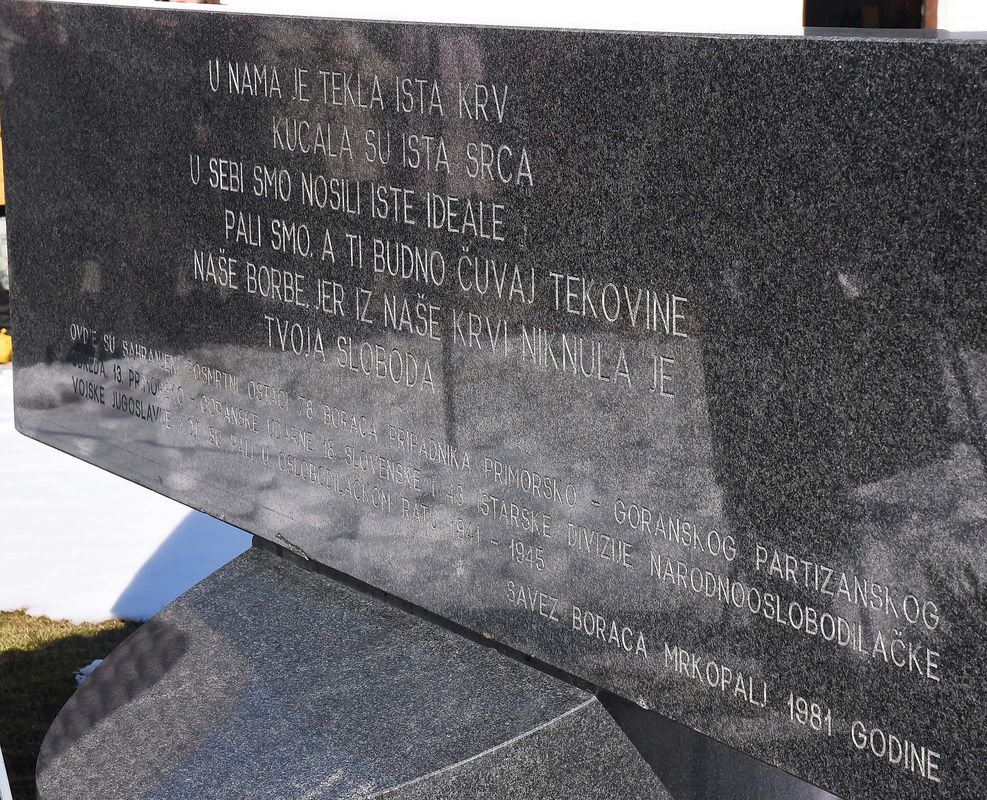 U NAMA JE TEKLA ISTA KRV
KUCALA SU ISTA SRCA
U SEBI SMO NOSILI ISTE IDEALE
PALI SMO, A TI BUDNO ČUVAJ TEKOVINE
NAŠE BORBE, JER IZ NAŠE KRVI NIKNULA JE
TVOJA SLOBODA
OVDJE SU SAHRANJENI POSMRTNI OSTACI 78 BORACA PRIPADNIKA PRIMORSKO - GORANSKOG PARTIZANSKOG
ODREDA 13. PRIMORSKO - GORANSKE UDARNE 18. SLOVENSKE I 43. ISTARSKE DIVIZIJE NARODNOOSLOBODILAČKE
VOJSKE JUGOSLAVIJE KOJI SU PALI U OSLOBODILAČKOM RATU 1941 - 1945
SAVEZ BORACA MRKOPALJ 1981 GODINE